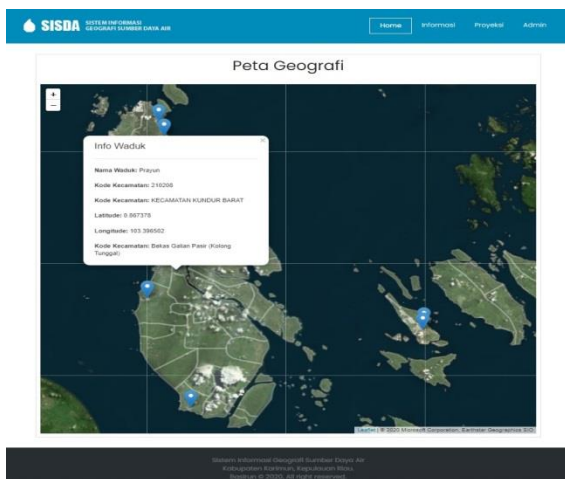 SISDA SISTEM INFORMASI
GEOGRAFI SUMBER DAYA AIR
Home Informasi Proyeksi Admin
Peta Geografi
+
−
×
Info Waduk
Nama Waduk: Prayun
Kode Kecamatan: 210208
Kode Kecamatan: KECAMATAN KUNDUR BARAT
Latitude: 0.867378
Longitude: 103.396502
Kode Kecamatan: Bekas Galian Pasir (Kolong
Tunggal)
Leaflet | © 2020 Microsoft Corporation, Earthstar Geographics SIO
Sistem Informasi Geografi Sumber Daya Air
Kabupaten Karimun, Kepulauan Riau
© 2020, All right reserved.